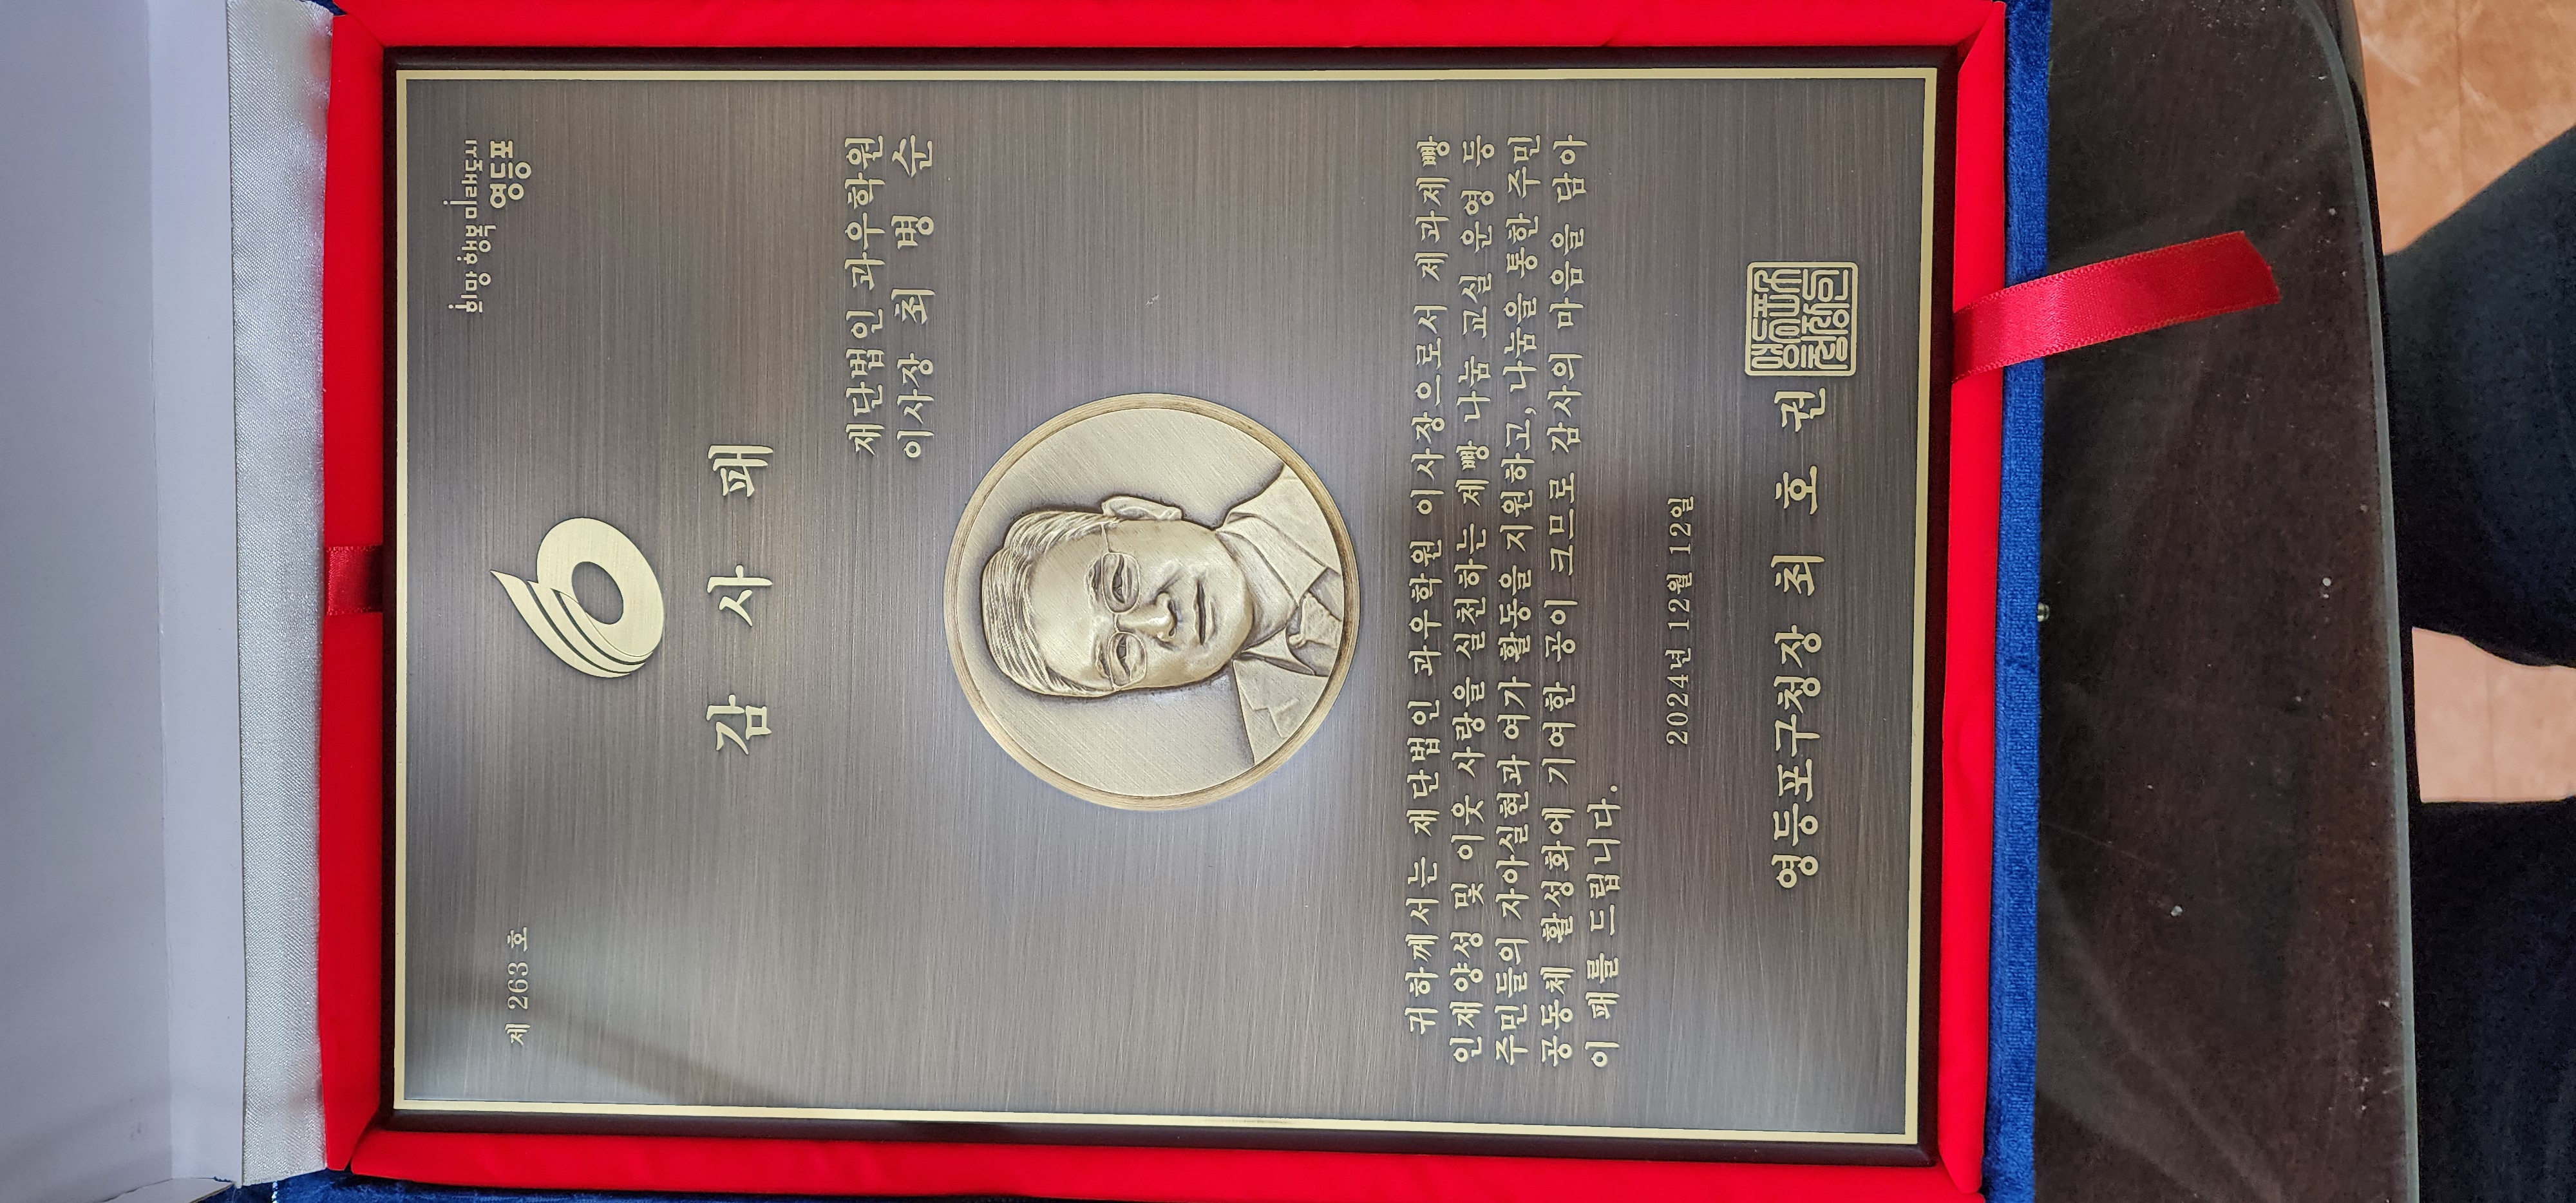 제 263 호
희망·행복·미래도시
영등포
감 사 패
재단법인 과우학원
이사장 최 병 순
귀하께서는 재단법인 과우학원 이사장으로서 제과제빵
인재양성 및 이웃 사랑을 실천하는 제빵 나눔 교실 운영 등
주민들의 자아실현과 여가 활동을 지원하고, 나눔을 통한 주민
공동체 활성화에 기여한 공이 크므로 감사의 마음을 담아
이 패를 드립니다.
2024년 12월 12일
영등포구청장 최 호 권